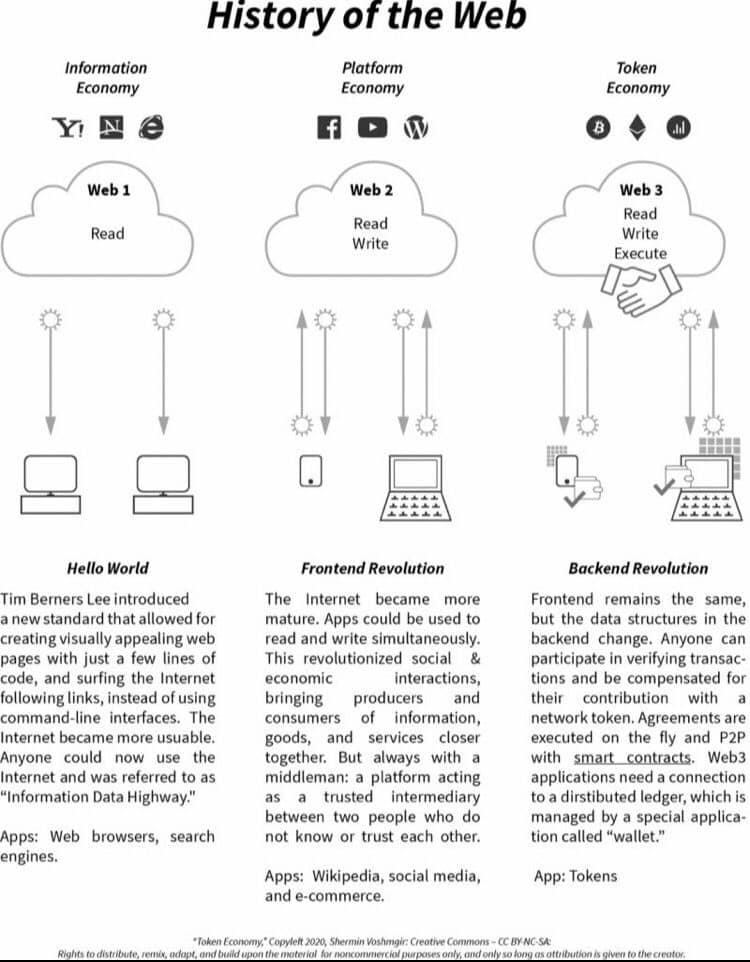 History of the Web
Information
Economy
Y!
N
Web 1
Read
Platform
Economy
Web 2
Read
Write
Token
Economy
Web 3
Read
Write
Execute
Hello World
Tim Berners Lee introduced
a new standard that allowed for
creating visually appealing web
pages with just a few lines of
code, and surfing the Internet
following links, instead of using
command-line interfaces. The
Internet became more usuable.
Anyone could now use the
Internet and was referred to as
“Information Data Highway."
Apps: Web browsers, search
engines.
Frontend Revolution
The Internet became more
mature. Apps could be used to
read and write simultaneously.
This revolutionized social &
economic interactions,
bringing producers and
consumers of information,
goods, and services closer
together. But always with a
middleman: a platform acting
as a trusted intermediary
between two people who do
not know or trust each other.
Apps: Wikipedia, social media,
and e-commerce.
Backend Revolution
Frontend remains the same,
but the data structures in the
backend change. Anyone can
participate in verifying transac-
tions and be compensated for
their contribution with a
network token. Agreements are
executed on the fly and P2P
with smart contracts. Web3
applications need a connection
to a dirstibuted ledger, which is
managed by a special applica-
tion called “wallet.”
App: Tokens
"Token Economy," Copyleft 2020, Shermin Voshmgir: Creative Commons – CC BY-NC-SA:
Rights to distribute, remix, adapt, and build upon the material for noncommercial purposes only, and only so long as attribution is given to the creator.